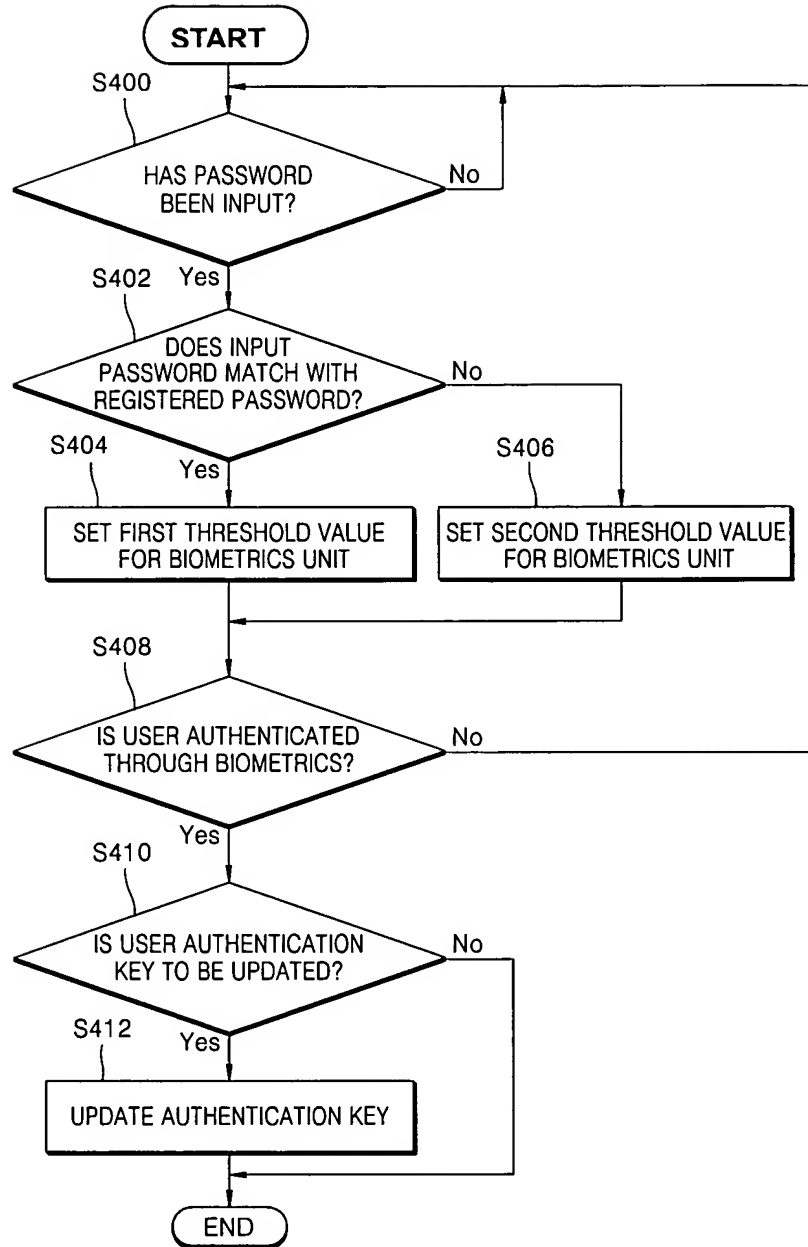 START
S400
HAS PASSWORD
BEEN INPUT?
No
Yes
S402
DOES INPUT
PASSWORD MATCH WITH
REGISTERED PASSWORD?
No
Yes
S404
S406
SET FIRST THRESHOLD VALUE
FOR BIOMETRICS UNIT
SET SECOND THRESHOLD VALUE
FOR BIOMETRICS UNIT
S408
IS USER AUTHENTICATED
THROUGH BIOMETRICS?
No
Yes
S410
IS USER AUTHENTICATION
KEY TO BE UPDATED?
No
Yes
S412
UPDATE AUTHENTICATION KEY
END